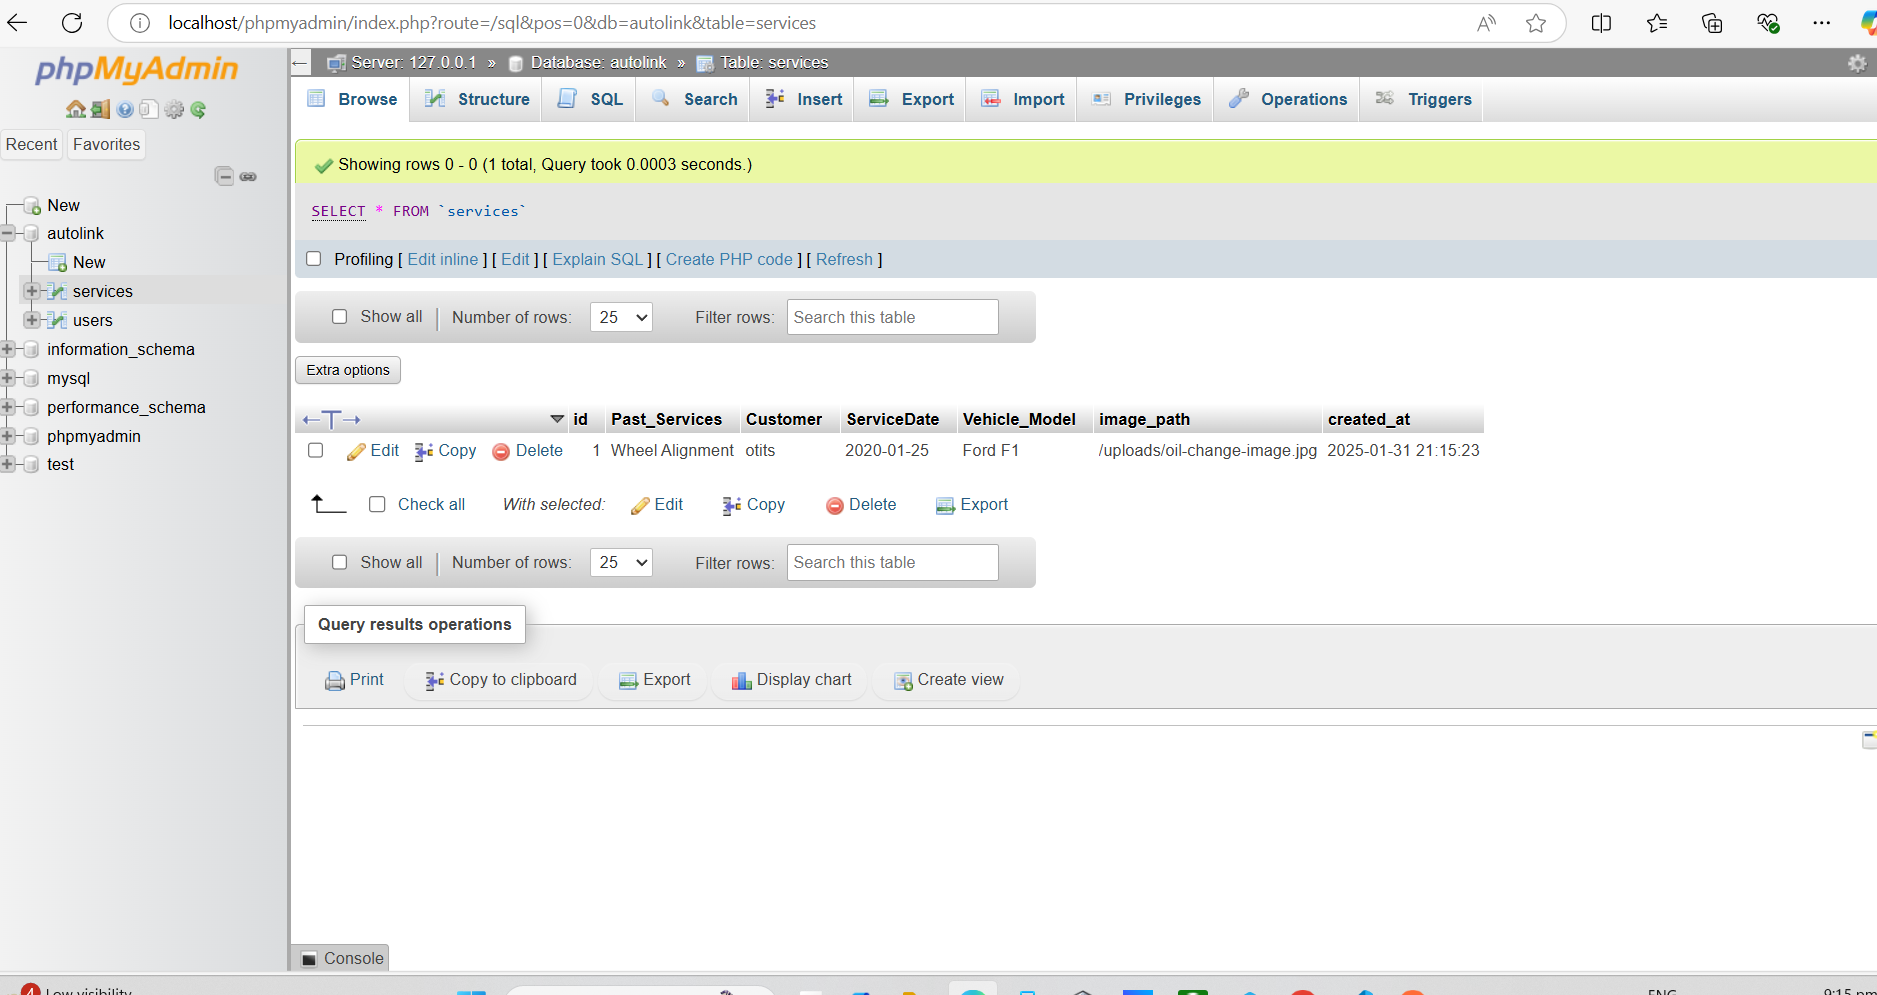 localhost/phpmyadmin/index.php?route=/sql&pos=0&db=autolink&table=services
phpMyAdmin
Recent Favorites
New
autolink
New
services
users
information_schema
mysql
performance_schema
phpmyadmin
test
Server: 127.0.0.1 » Database: autolink » Table: services
Browse Structure SQL Search Insert Export Import Privileges Operations Triggers
Showing rows 0 - 0 (1 total, Query took 0.0003 seconds.)
SELECT * FROM `services`
Profiling [ Edit inline ] [ Edit ] [ Explain SQL ] [ Create PHP code ] [ Refresh ]
Show all Number of rows: 25 Filter rows: Search this table
Extra options
←T→ id Past_Services Customer ServiceDate Vehicle_Model image_path created_at
Edit Copy Delete 1 Wheel Alignment otits 2020-01-25 Ford F1 /uploads/oil-change-image.jpg 2025-01-31 21:15:23
Check all With selected: Edit Copy Delete Export
Show all Number of rows: 25 Filter rows: Search this table
Query results operations
Print Copy to clipboard Export Display chart Create view
Console
4 Low visibility ENG 9:15 pm